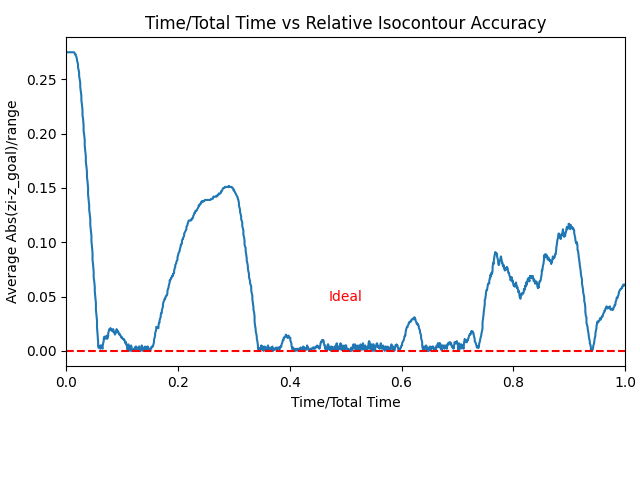 Time/Total Time vs Relative Isocontour Accuracy
Average Abs(zi-z_goal)/range
0.25
0.20
0.15
0.10
0.05
0.00
Ideal
0.0 0.2 0.4 0.6 0.8 1.0
Time/Total Time